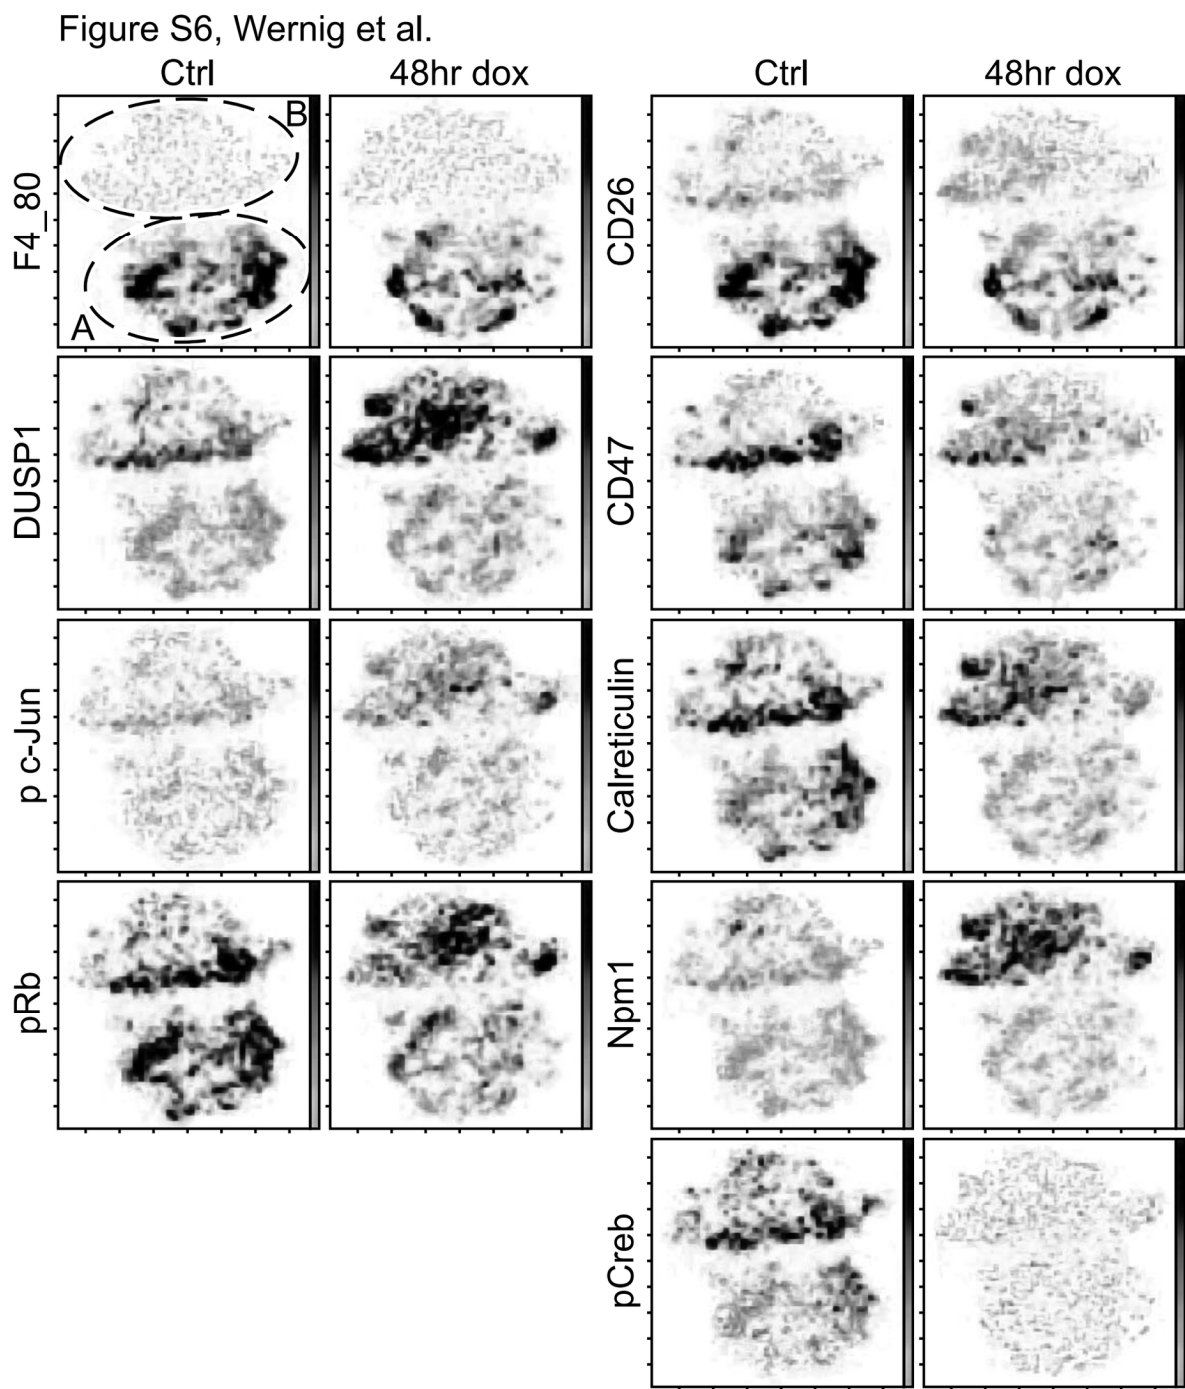 Figure S6, Wernig et al.
Ctrl 48hr dox Ctrl 48hr dox
F4_80 B A CD26
DUSP1 CD47
p c-Jun Calreticulin
pRb Npm1
pCreb